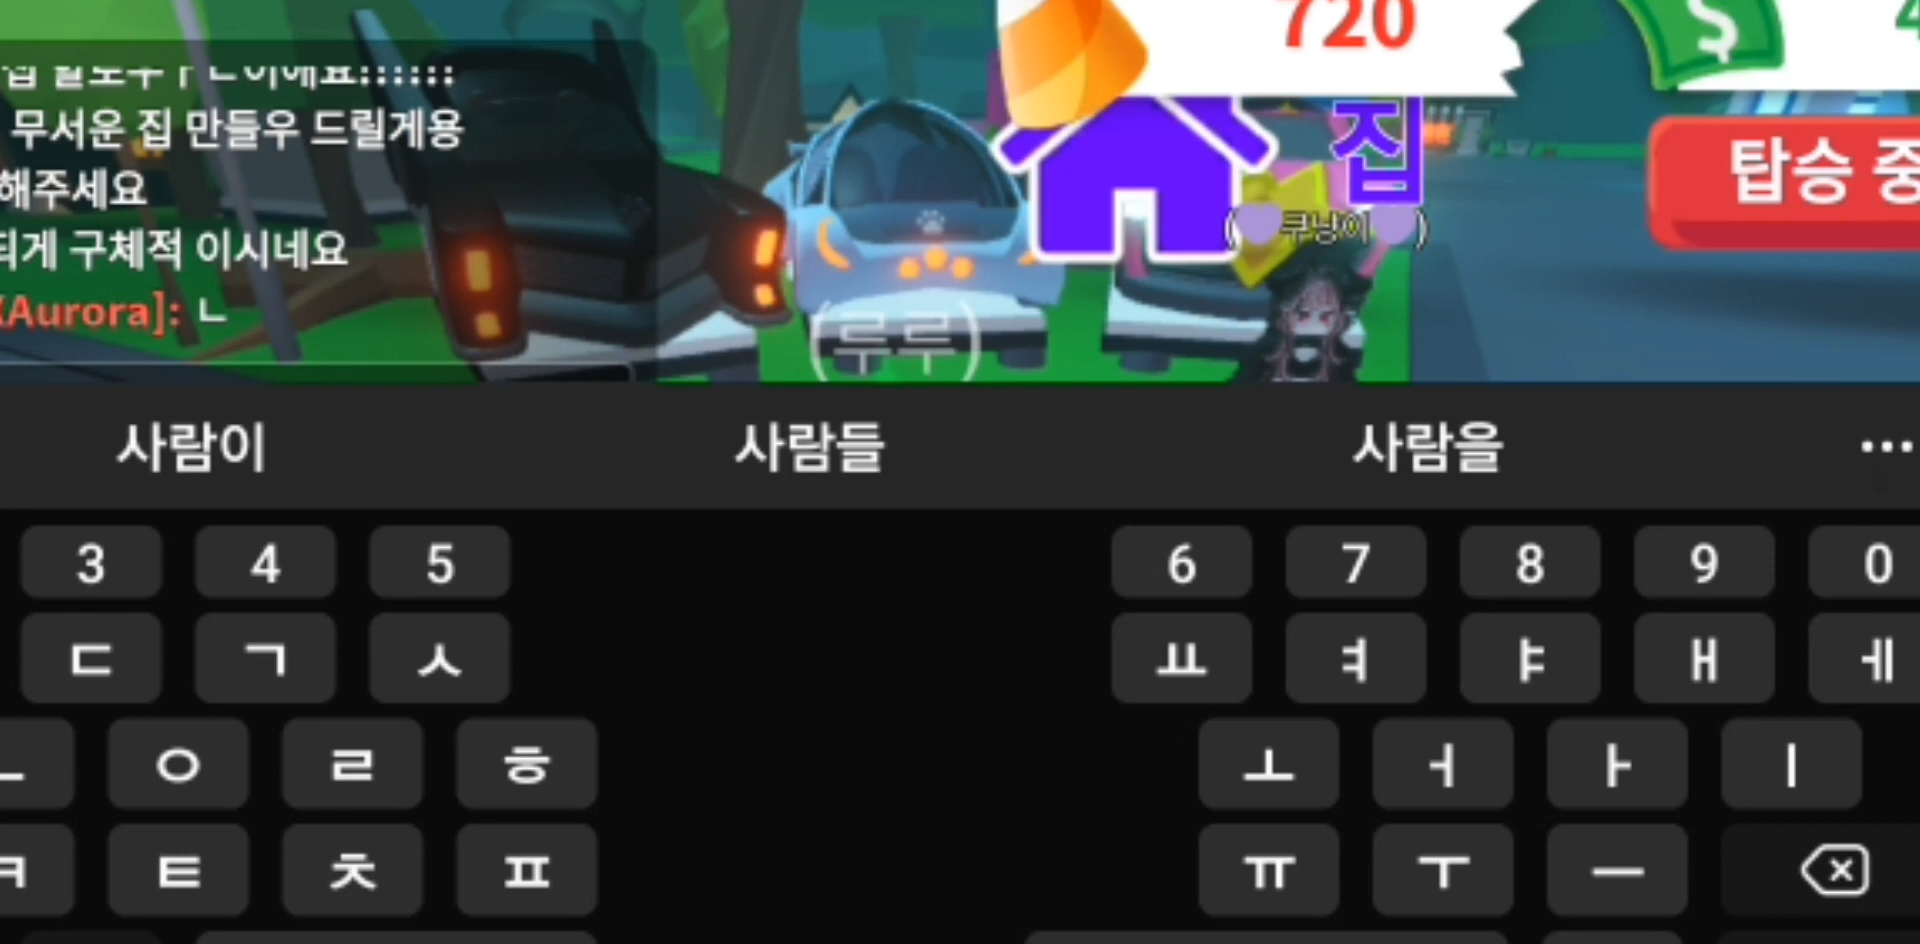 720
무서운 집 만들우 드릴게용
해주세요
되게 구체적 이시네요
(Aurora]: ㄴ
집
(💜쿠냥이💜)
(루루)
탑승 중
사람이
사람들
사람을
...
3 4 5 6 7 8 9 0
ㄷ ㄱ ㅅ ㅛ ㅕ ㅑ ㅐ ㅔ
ㄴ ㅇ ㄹ ㅎ ㅗ ㅓ ㅏ ㅣ
ㅋ ㅌ ㅊ ㅍ ㅠ ㅜ ㅡ